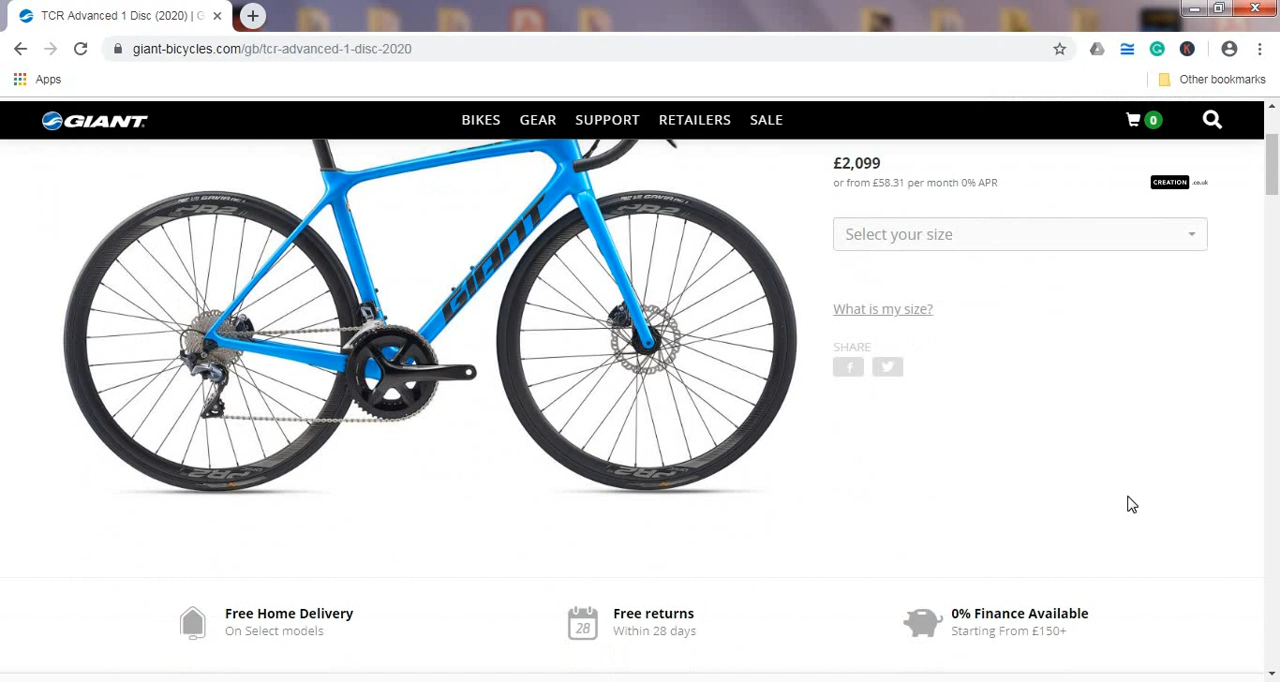 TCR Advanced 1 Disc (2020) | G
giant-bicycles.com/gb/tcr-advanced-1-disc-2020
Apps
Other bookmarks
GIANT
BIKES GEAR SUPPORT RETAILERS SALE
0
£2,099
or from £58.31 per month 0% APR
CREATION .co.uk
Select your size
What is my size?
SHARE
GIANT
Free Home Delivery
On Select models
28
Free returns
Within 28 days
0% Finance Available
Starting From £150+